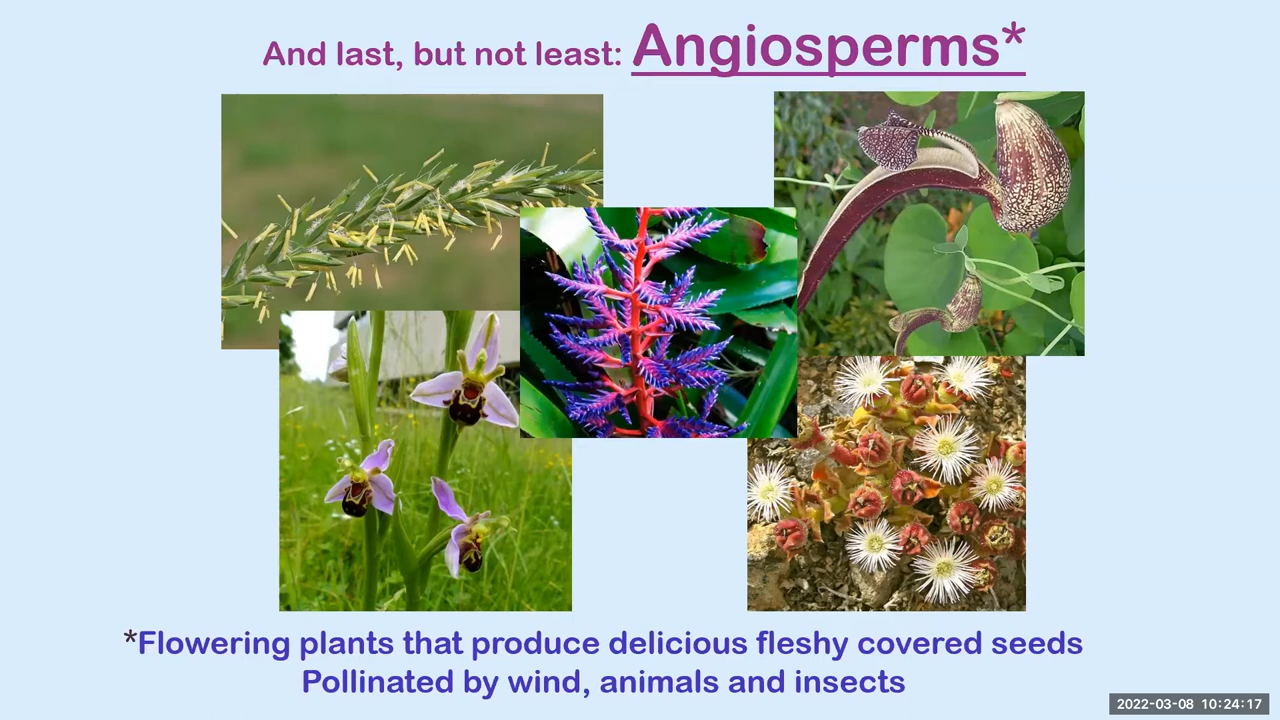 And last, but not least: Angiosperms*
*Flowering plants that produce delicious fleshy covered seeds
Pollinated by wind, animals and insects
2022-03-08 10:24:17